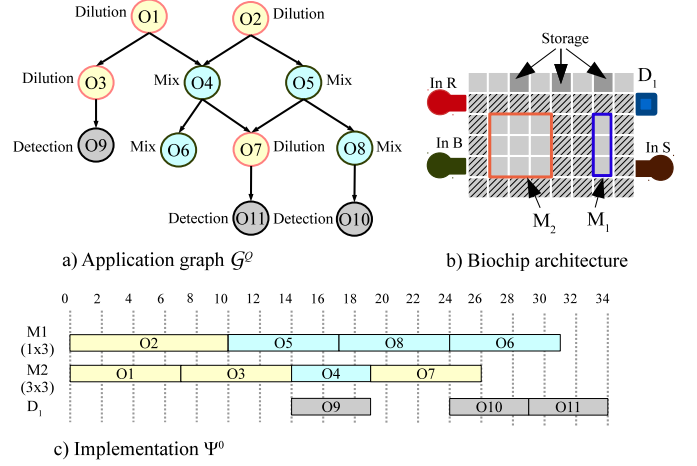 Dilution O1 O2 Dilution
Dilution O3 Mix O4 O5 Mix
Detection O9 Mix O6 O7 Dilution O8 Mix
Detection O11 Detection O10
a) Application graph G^Q
Storage
D1
In R
In B
In S
M2 M1
b) Biochip architecture
0 2 4 6 8 10 12 14 16 18 20 22 24 26 28 30 32 34
M1
(1x3)
O2 O5 O8 O6
M2
(3x3)
O1 O3 O4 O7
D1 O9 O10 O11
c) Implementation Ψ⁰